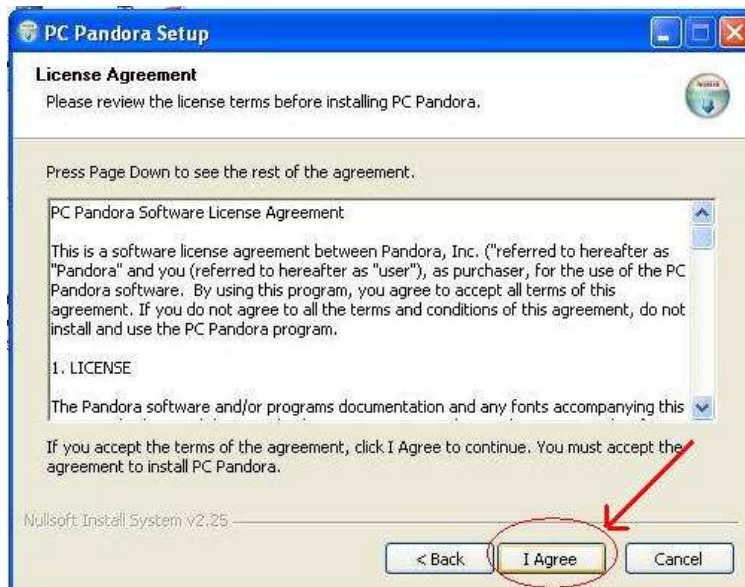 PC Pandora Setup
License Agreement
Please review the license terms before installing PC Pandora.
Press Page Down to see the rest of the agreement.
PC Pandora Software License Agreement
This is a software license agreement between Pandora, Inc. ("referred to hereafter as
"Pandora" and you (referred to hereafter as "user"), as purchaser, for the use of the PC
Pandora software.  By using this program, you agree to accept all terms of this
agreement. If you do not agree to all the terms and conditions of this agreement, do not
install and use the PC Pandora program.
1. LICENSE
The Pandora software and/or programs documentation and any fonts accompanying this
If you accept the terms of the agreement, click I Agree to continue. You must accept the
agreement to install PC Pandora.
Nullsoft Install System v2.25
< Back
I Agree
Cancel